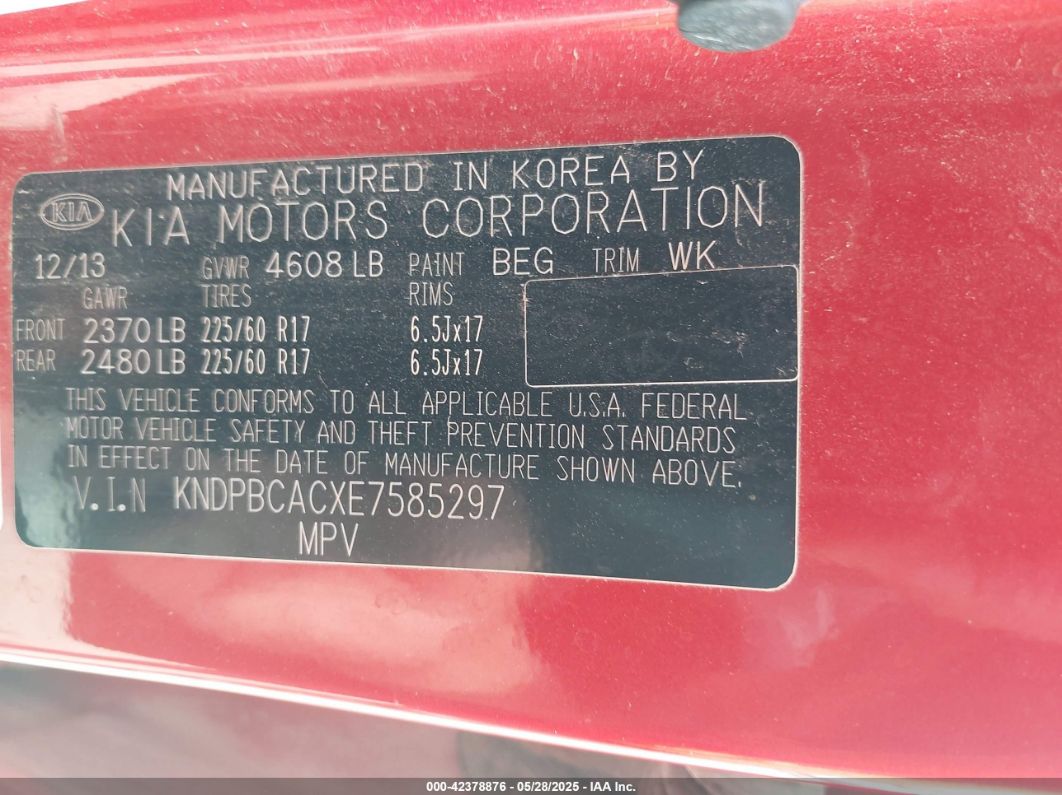 MANUFACTURED IN KOREA BY
KIA
KIA MOTORS CORPORATION
12/13 GVWR 4608 LB PAINT BEG TRIM WK
GAWR TIRES RIMS
FRONT 2370 LB 225/60 R17 6.5Jx17
REAR 2480 LB 225/60 R17 6.5Jx17
THIS VEHICLE CONFORMS TO ALL APPLICABLE U.S.A. FEDERAL
MOTOR VEHICLE SAFETY AND THEFT PREVENTION STANDARDS
IN EFFECT ON THE DATE OF MANUFACTURE SHOWN ABOVE.
V.I.N KNDPBCACXE7585297
MPV
000-42378876 - 05/28/2025 - IAA Inc.